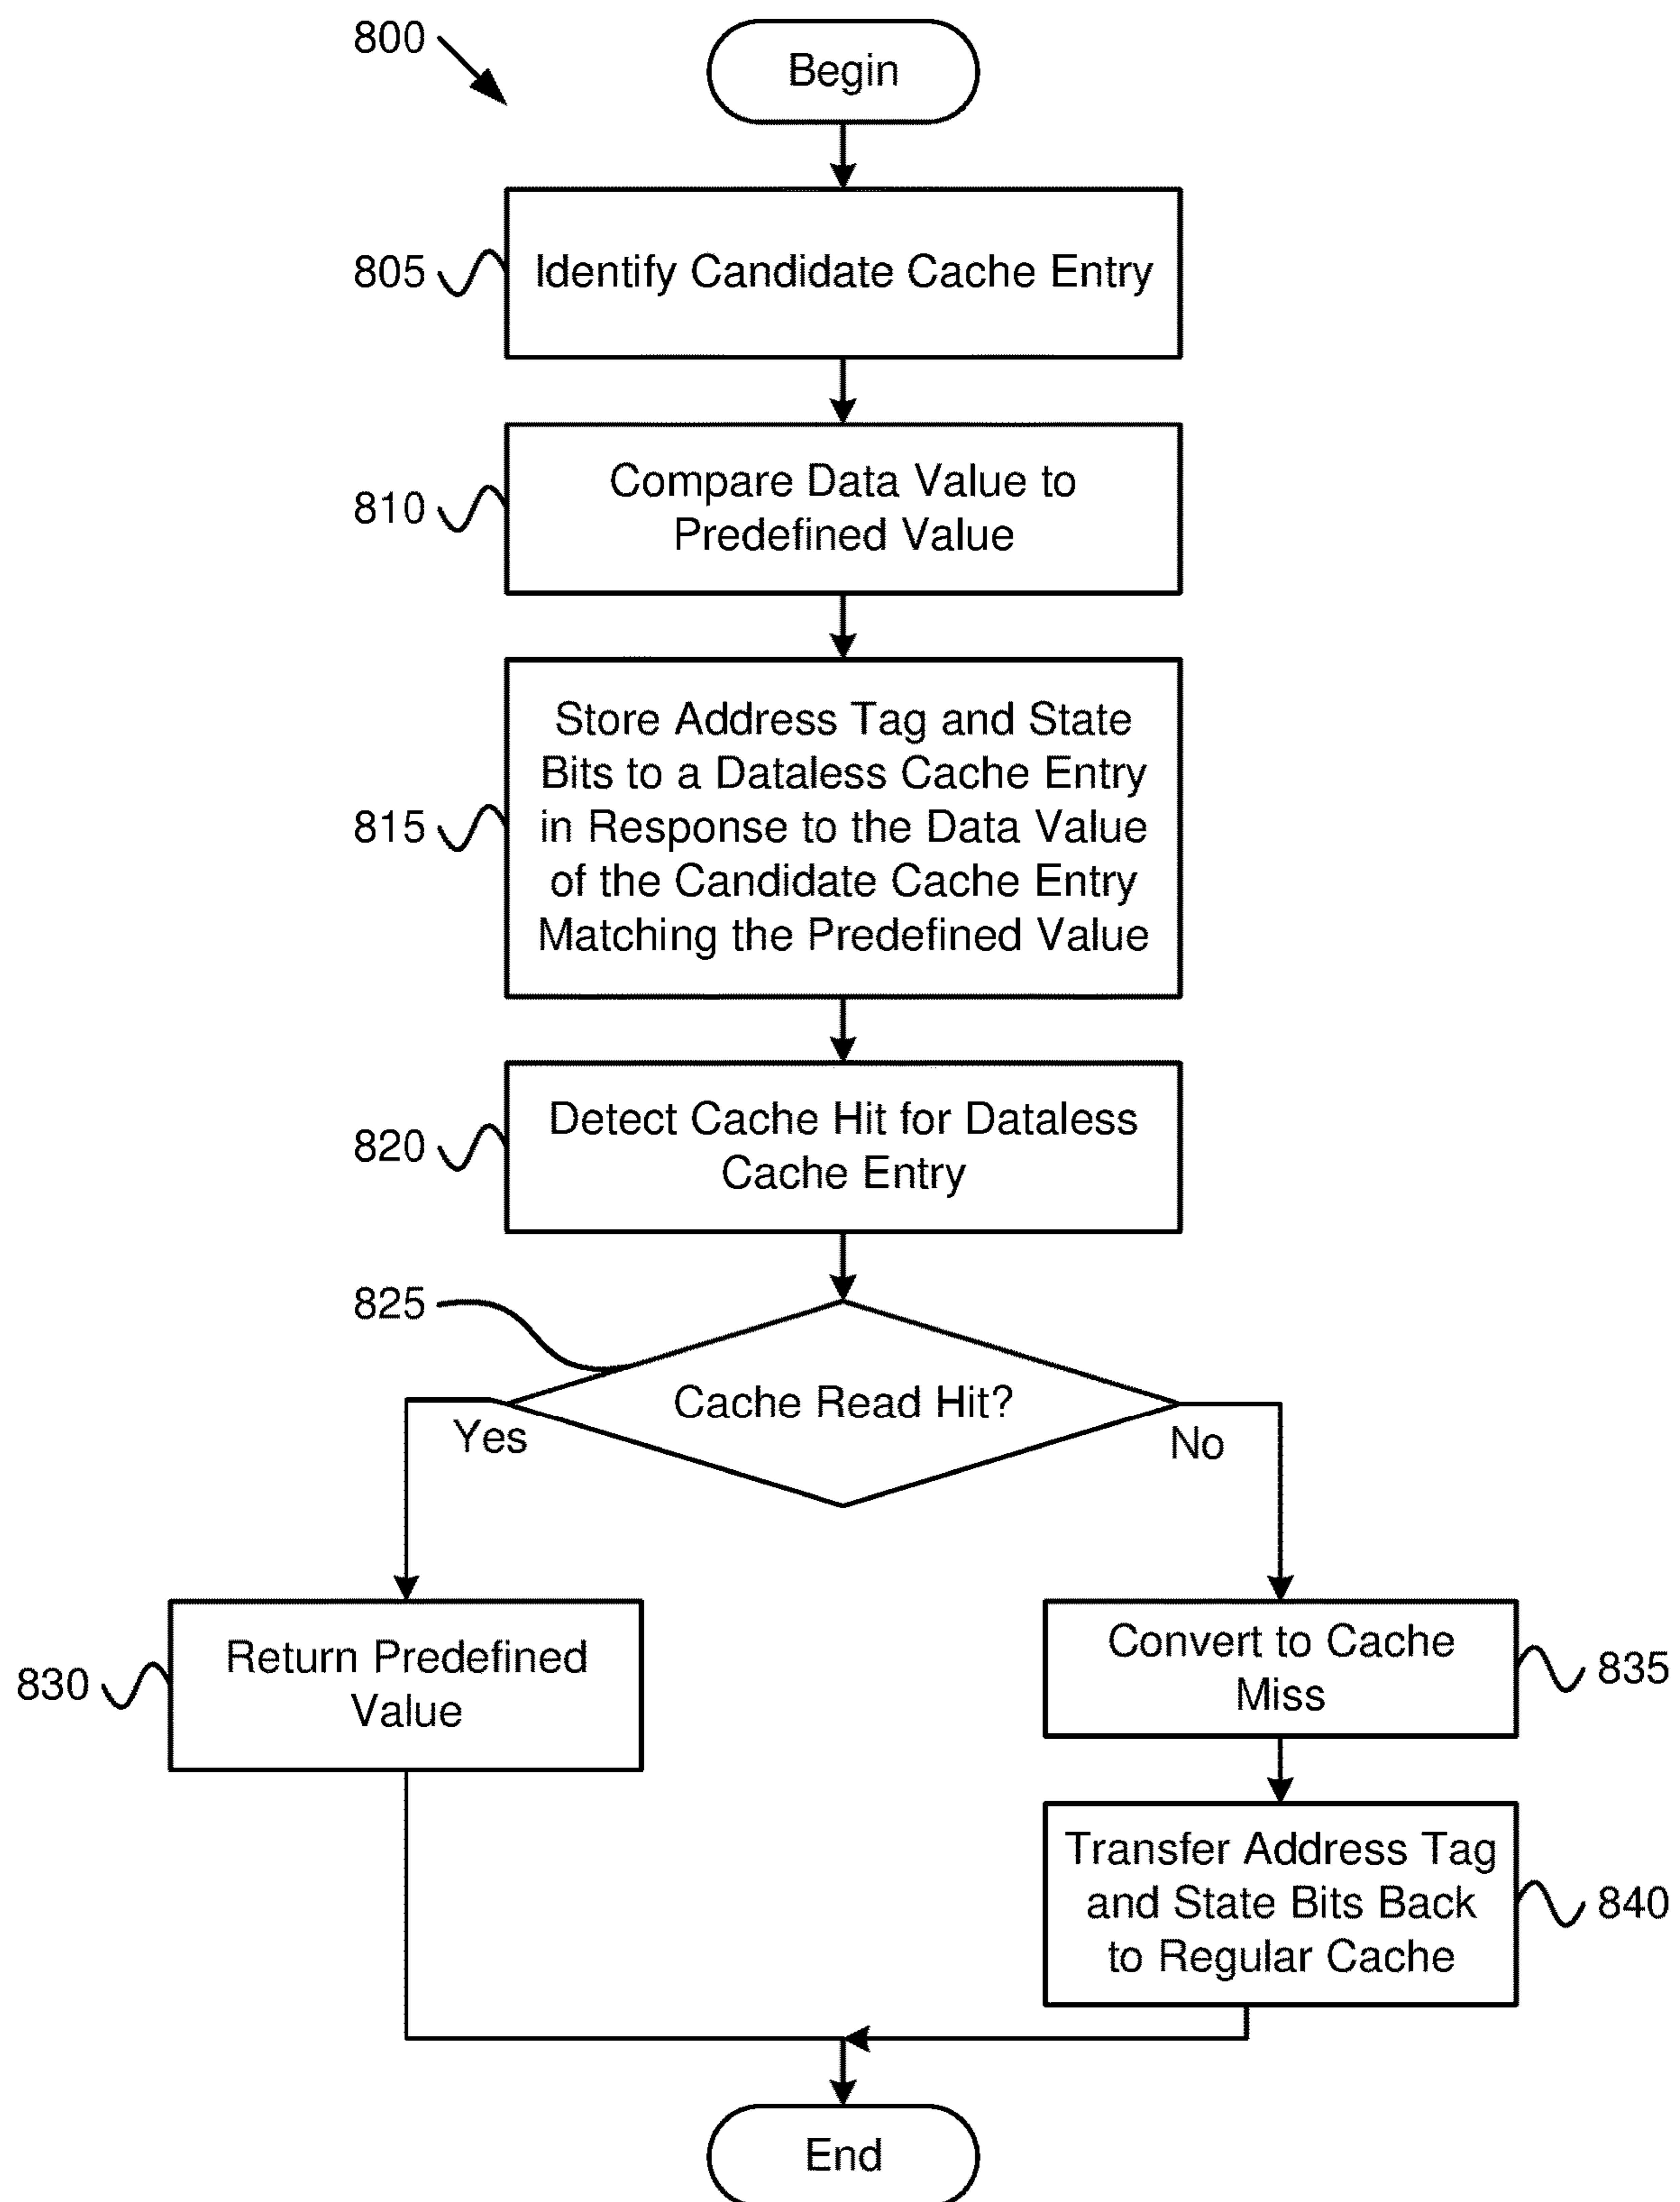 800
Begin
805
Identify Candidate Cache Entry
810
Compare Data Value to
Predefined Value
815
Store Address Tag and State
Bits to a Dataless Cache Entry
in Response to the Data Value
of the Candidate Cache Entry
Matching the Predefined Value
820
Detect Cache Hit for Dataless
Cache Entry
825
Cache Read Hit?
Yes
No
830
Return Predefined
Value
Convert to Cache
Miss
835
Transfer Address Tag
and State Bits Back
to Regular Cache
840
End